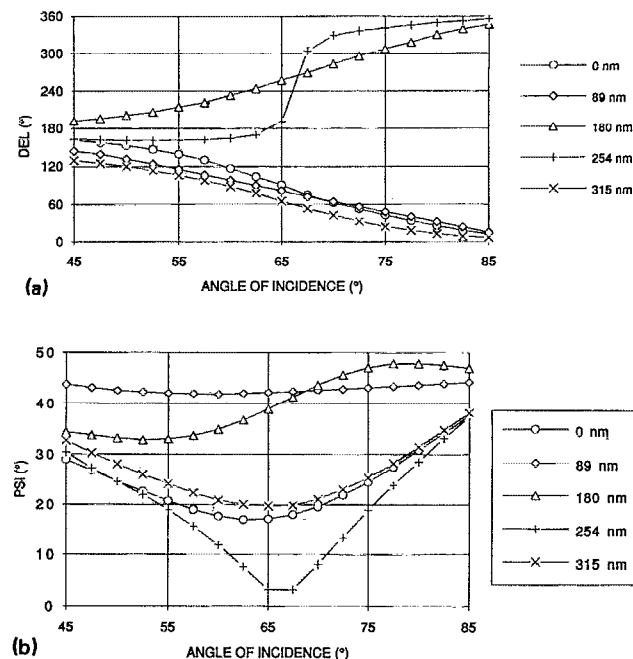 360
300
240
180
120
60
0
DEL (°)
45 55 65 75 85
ANGLE OF INCIDENCE (°)
(a)
0 nm
89 nm
180 nm
254 nm
315 nm
50
40
30
20
10
0
PSI (°)
45 55 65 75 85
ANGLE OF INCIDENCE (°)
(b)
0 nm
89 nm
180 nm
254 nm
315 nm